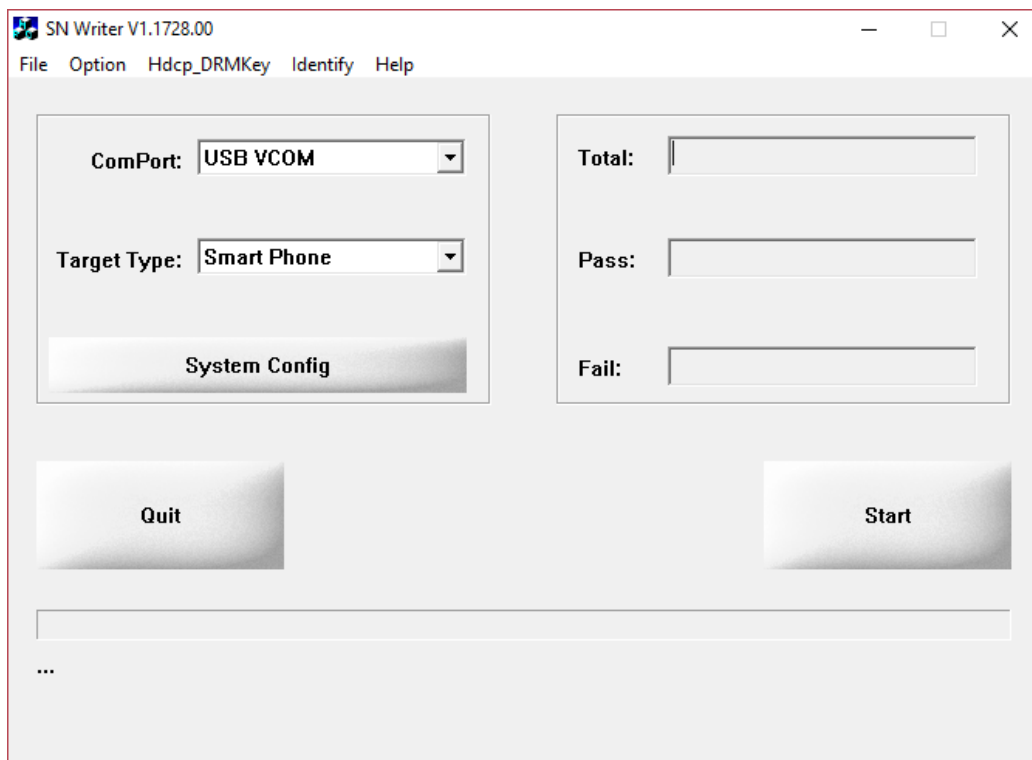 SN Writer V1.1728.00
File Option Hdcp_DRMKey Identify Help
ComPort: USB VCOM
Target Type: Smart Phone
System Config
Total:
Pass:
Fail:
Quit
Start
...